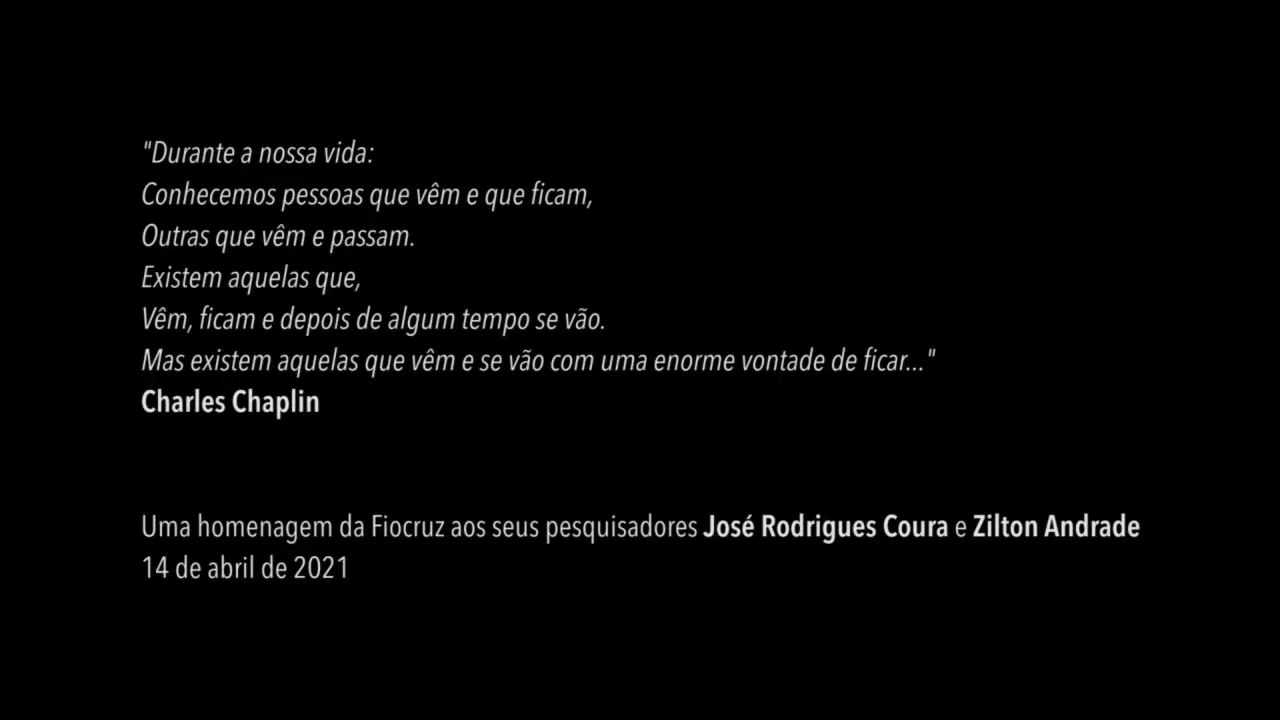 "Durante a nossa vida:
Conhecemos pessoas que vêm e que ficam,
Outras que vêm e passam.
Existem aquelas que,
Vêm, ficam e depois de algum tempo se vão.
Mas existem aquelas que vêm e se vão com uma enorme vontade de ficar..."
Charles Chaplin
Uma homenagem da Fiocruz aos seus pesquisadores José Rodrigues Coura e Zilton Andrade
14 de abril de 2021